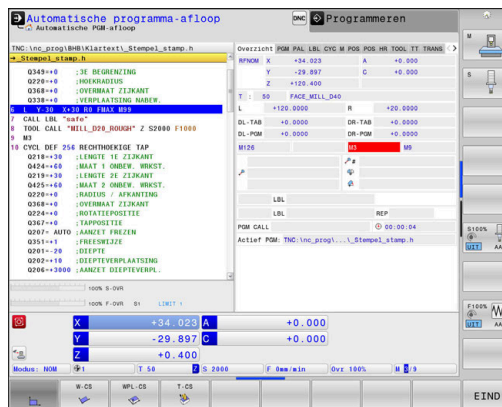 Automatische programma-afloop
Automatische PGM-afloop
DNC
Programmeren
TNC:\nc_prog\BHB\Klartext\_Stempel_stamp.h
→_Stempel_stamp.h
Q349=+0 ;3E BEGRENZING
Q220=+0 ;HOEKRADIUS
Q368=+0 ;OVERMAAT ZIJKANT
Q338=+0 ;VERPLAATSING NABEW.
6 L Y-30 X+30 R0 FMAX M99
7 CALL LBL "safe"
8 TOOL CALL "MILL_D20_ROUGH" Z S2000 F1000
9 M3
10 CYCL DEF 256 RECHTHOEKIGE TAP
Q218=+30 ;LENGTE 1E ZIJKANT
Q424=+60 ;MAAT 1 ONBEW. WRKST.
Q219=+30 ;LENGTE 2E ZIJKANT
Q425=+60 ;MAAT 2 ONBEW. WRKST.
Q220=+0 ;RADIUS / AFKANTING
Q368=+0 ;OVERMAAT ZIJKANT
Q224=+0 ;ROTATIEPOSITIE
Q367=+0 ;TAPPOSITIE
Q207= AUTO ;AANZET FREZEN
Q351=+1 ;FREESWIJZE
Q201=-20 ;DIEPTE
Q202=+10 ;DIEPTEVERPLAATSING
Q206=+3000 ;AANZET DIEPTEVERPL.
100% S-OVR
100% F-OVR S1 LIMIT 1
Overzicht PGM PAL LBL CYC M POS POS HR TOOL TT TRANS
RFNOM X +34.023 A +0.000
Y -29.897 C +0.000
Z +120.400
T : 50 FACE_MILL_D40
L +120.0000 R +20.0000
DL-TAB +0.0000 DR-TAB +0.0000
DL-PGM +0.0000 DR-PGM +0.0000
M126 M3 M9
LBL
LBL REP
PGM CALL 00:00:04
Actief PGM: TNC:\nc_prog\...\_Stempel_stamp.h
X +34.023 A +0.000
Y -29.897 C +0.000
Z +0.400
Modus: NOM 1 T 50 Z S 2000 F 0mm/min Ovr 100% M 3/9
W-CS
WPL-CS
T-CS
EIND
M
S
S100%
UIT AA
F100%
UIT AA